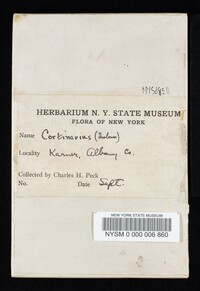 HERBARIUM N. Y. STATE MUSEUM
FLORA OF NEW YORK
Name Cortinarius
Locality Karner, Albany Co.
Collected by Charles H. Peck
No. Date Sept.
NEW YORK STATE MUSEUM
NYSM 0 000 006 860